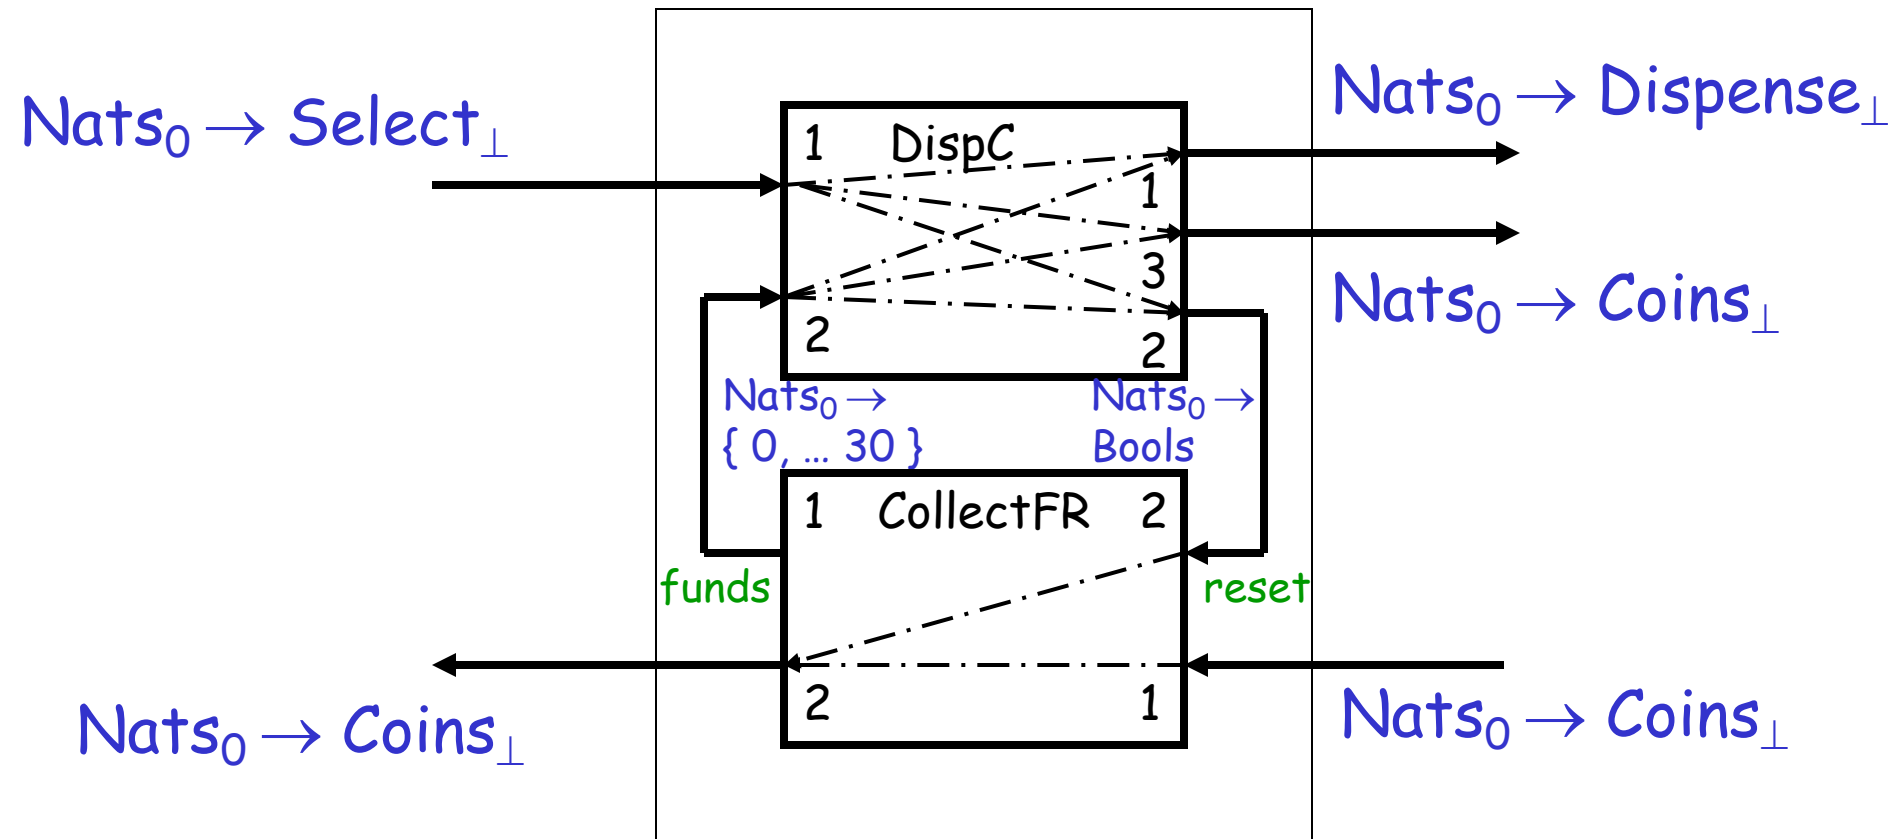 Nats₀ → Select⊥
Nats₀ → Dispense⊥
1 DispC
1
3
Nats₀ → Coins⊥
2
2
Nats₀ →
{ 0, … 30 }
Nats₀ →
Bools
1 CollectFR 2
funds
reset
2
1
Nats₀ → Coins⊥
Nats₀ → Coins⊥